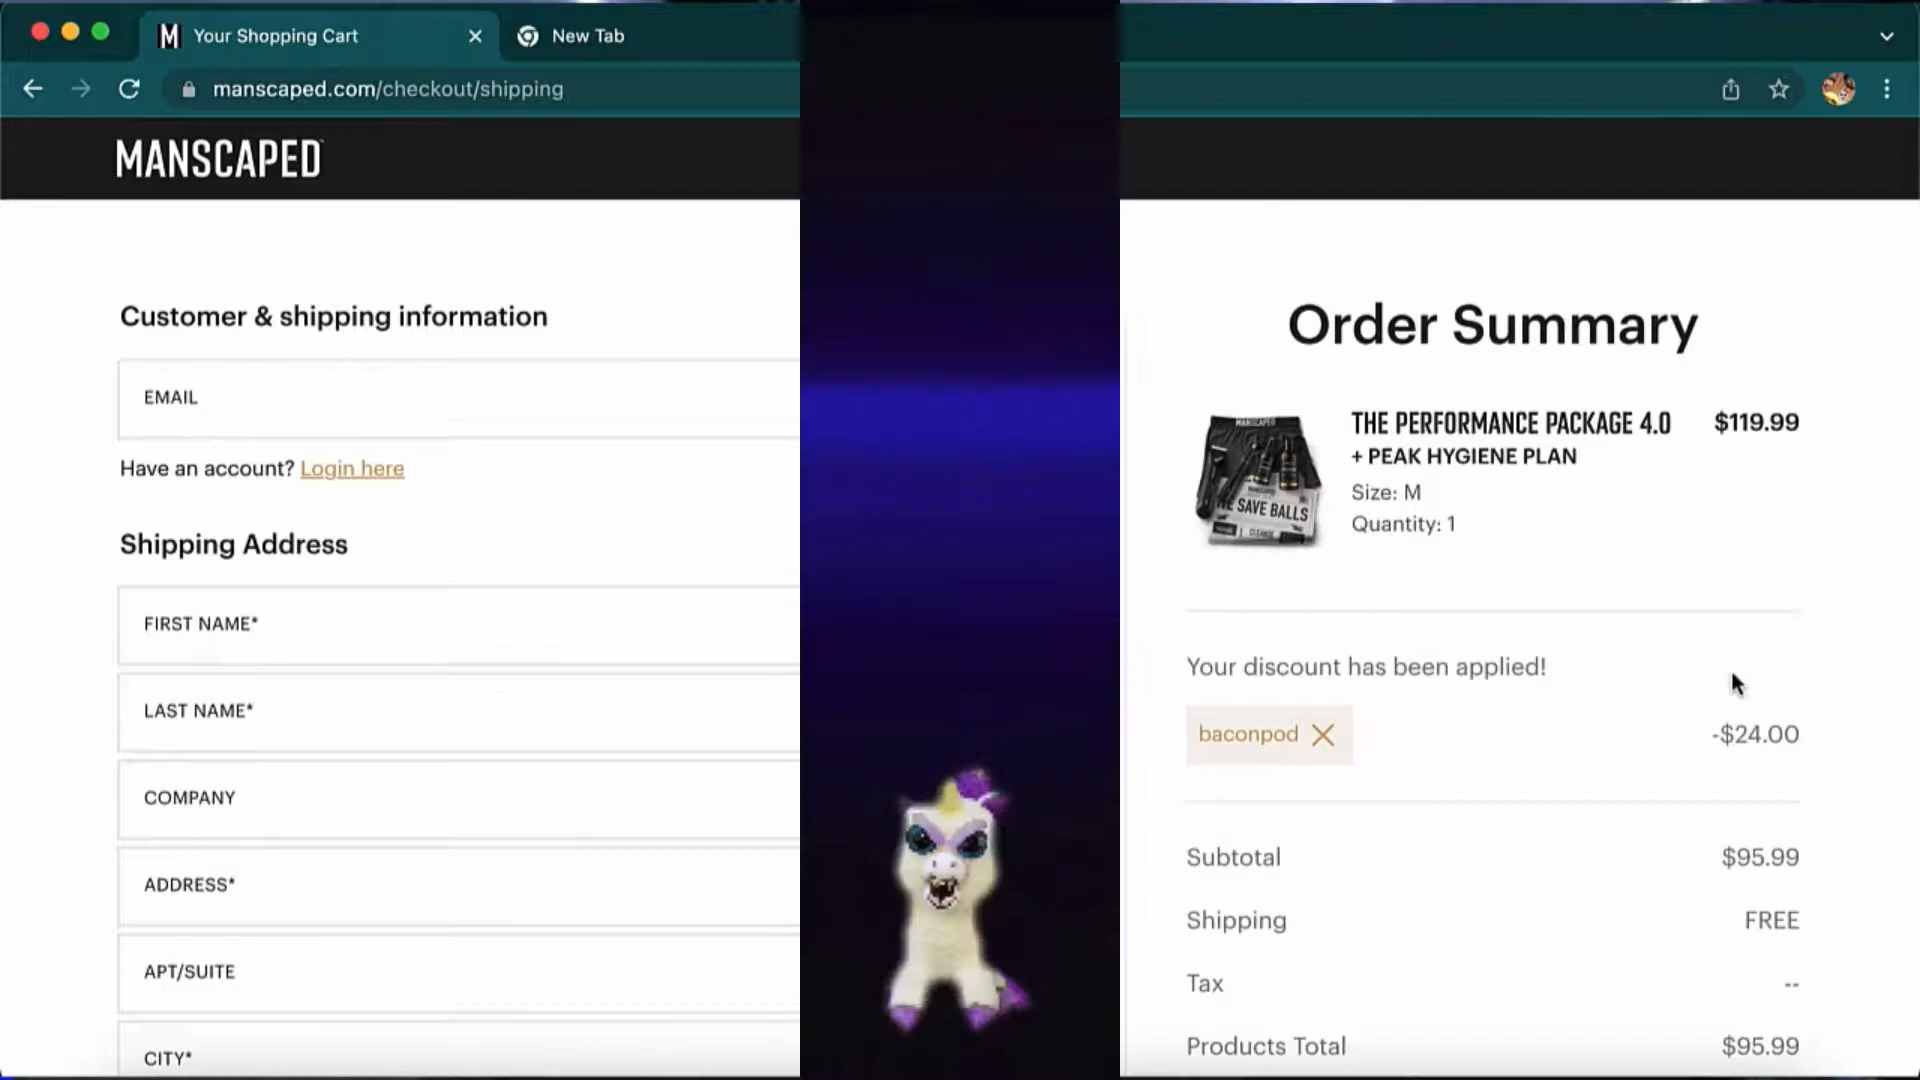 Your Shopping Cart
New Tab
manscaped.com/checkout/shipping
MANSCAPED
Customer & shipping information
EMAIL
Have an account? Login here
Shipping Address
FIRST NAME*
LAST NAME*
COMPANY
ADDRESS*
APT/SUITE
CITY*
Order Summary
MANSCAPED
SAVE BALLS
THE PERFORMANCE PACKAGE 4.0 $119.99
+ PEAK HYGIENE PLAN
Size: M
Quantity: 1
Your discount has been applied!
baconpod -$24.00
Subtotal $95.99
Shipping FREE
Tax --
Products Total $95.99